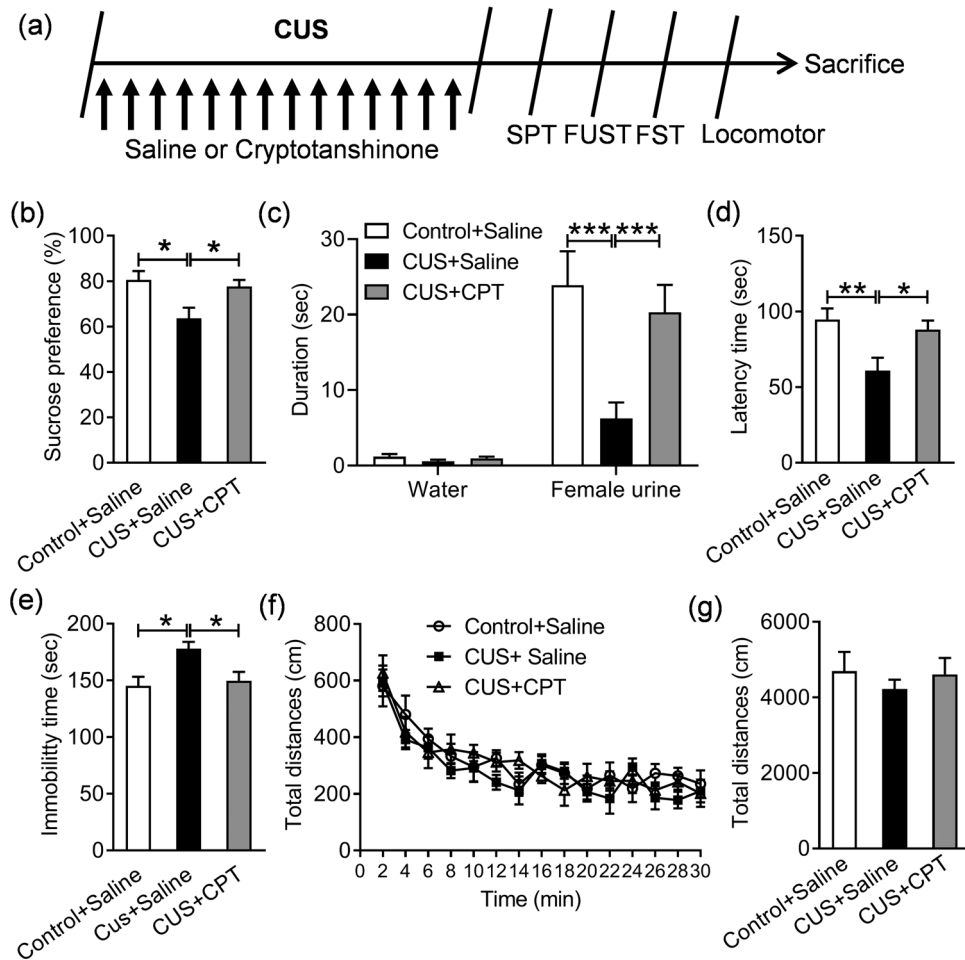 (a)
CUS
Sacrifice
SPT FUST FST Locomotor
Saline or Cryptotanshinone
(b)
Sucrose preference (%)
100
80
60
40
20
0
* *
Control+Saline
CUS+Saline
CUS+CPT
(c)
Duration (sec)
30
20
10
0
Control+Saline
CUS+Saline
CUS+CPT
*** ***
Water
Female urine
(d)
Latency time (sec)
150
100
50
0
** *
Control+Saline
CUS+Saline
CUS+CPT
(e)
Immobility time (sec)
200
150
100
50
0
* *
Control+Saline
Cus+Saline
CUS+CPT
(f)
Total distances (cm)
800
600
400
200
0
Control+Saline
CUS+ Saline
CUS+CPT
0 2 4 6 8 10 12 14 16 18 20 22 24 26 28 30
Time (min)
(g)
Total distances (cm)
6000
4000
2000
0
Control+Saline
CUS+Saline
CUS+CPT